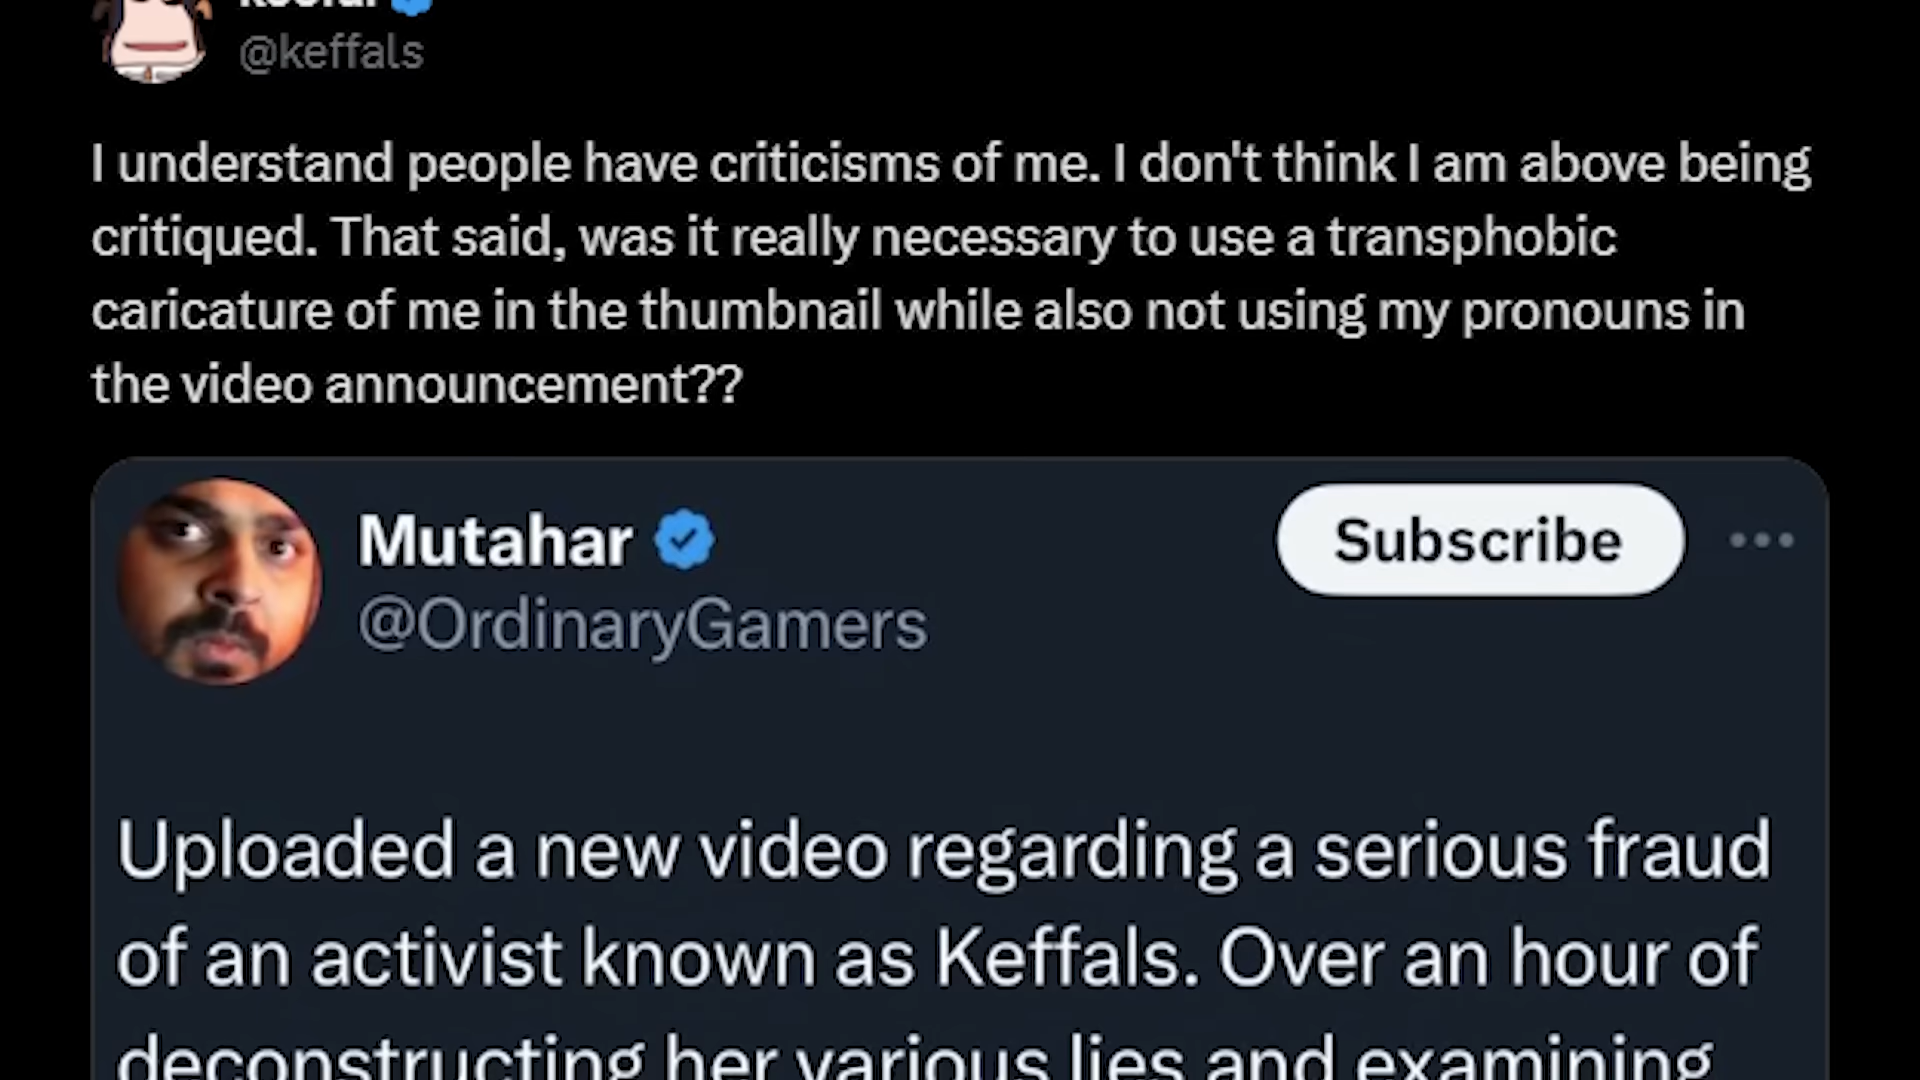 @keffals
I understand people have criticisms of me. I don't think I am above being
critiqued. That said, was it really necessary to use a transphobic
caricature of me in the thumbnail while also not using my pronouns in
the video announcement??
Mutahar
Subscribe
@OrdinaryGamers
Uploaded a new video regarding a serious fraud
of an activist known as Keffals. Over an hour of
deconstructing her various lies and examining